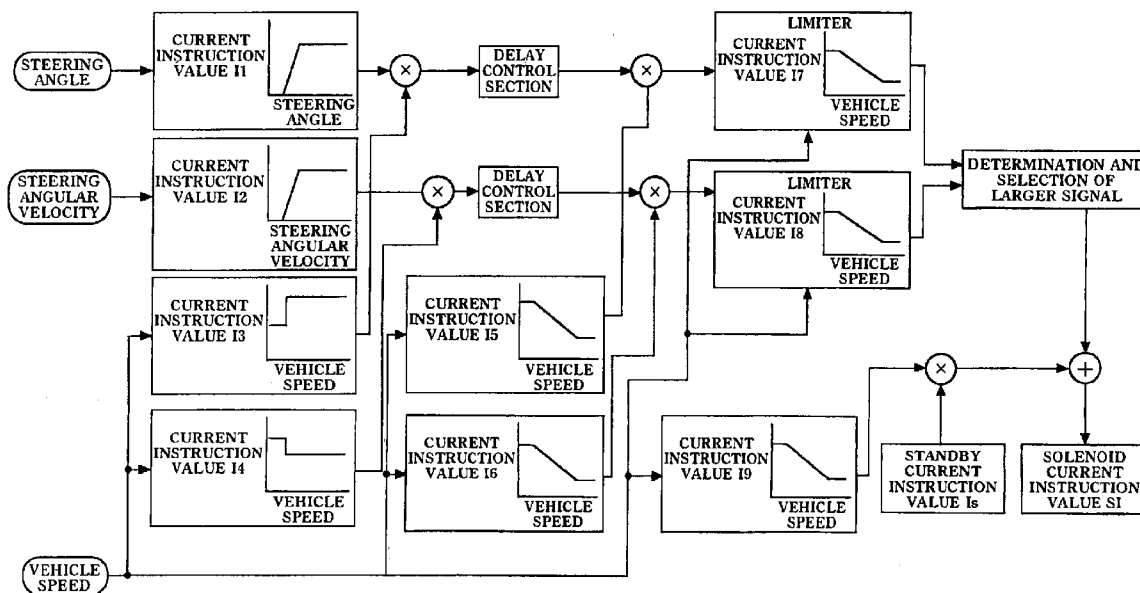 STEERING
ANGLE
CURRENT
INSTRUCTION
VALUE I1
STEERING
ANGLE
×
DELAY
CONTROL
SECTION
×
LIMITER
CURRENT
INSTRUCTION
VALUE I7
VEHICLE
SPEED
STEERING
ANGULAR
VELOCITY
CURRENT
INSTRUCTION
VALUE I2
STEERING
ANGULAR
VELOCITY
×
DELAY
CONTROL
SECTION
×
LIMITER
CURRENT
INSTRUCTION
VALUE I8
VEHICLE
SPEED
DETERMINATION AND
SELECTION OF
LARGER SIGNAL
CURRENT
INSTRUCTION
VALUE I3
VEHICLE
SPEED
CURRENT
INSTRUCTION
VALUE I5
VEHICLE
SPEED
×
+
CURRENT
INSTRUCTION
VALUE I4
VEHICLE
SPEED
CURRENT
INSTRUCTION
VALUE I6
VEHICLE
SPEED
CURRENT
INSTRUCTION
VALUE I9
VEHICLE
SPEED
STANDBY
CURRENT
INSTRUCTION
VALUE Is
SOLENOID
CURRENT
INSTRUCTION
VALUE SI
VEHICLE
SPEED